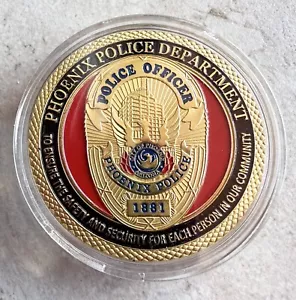 PHOENIX POLICE DEPARTMENT
POLICE OFFICER
PHOENIX POLICE
1881
TO ENSURE THE SAFETY AND SECURITY FOR EACH PERSON IN OUR COMMUNITY